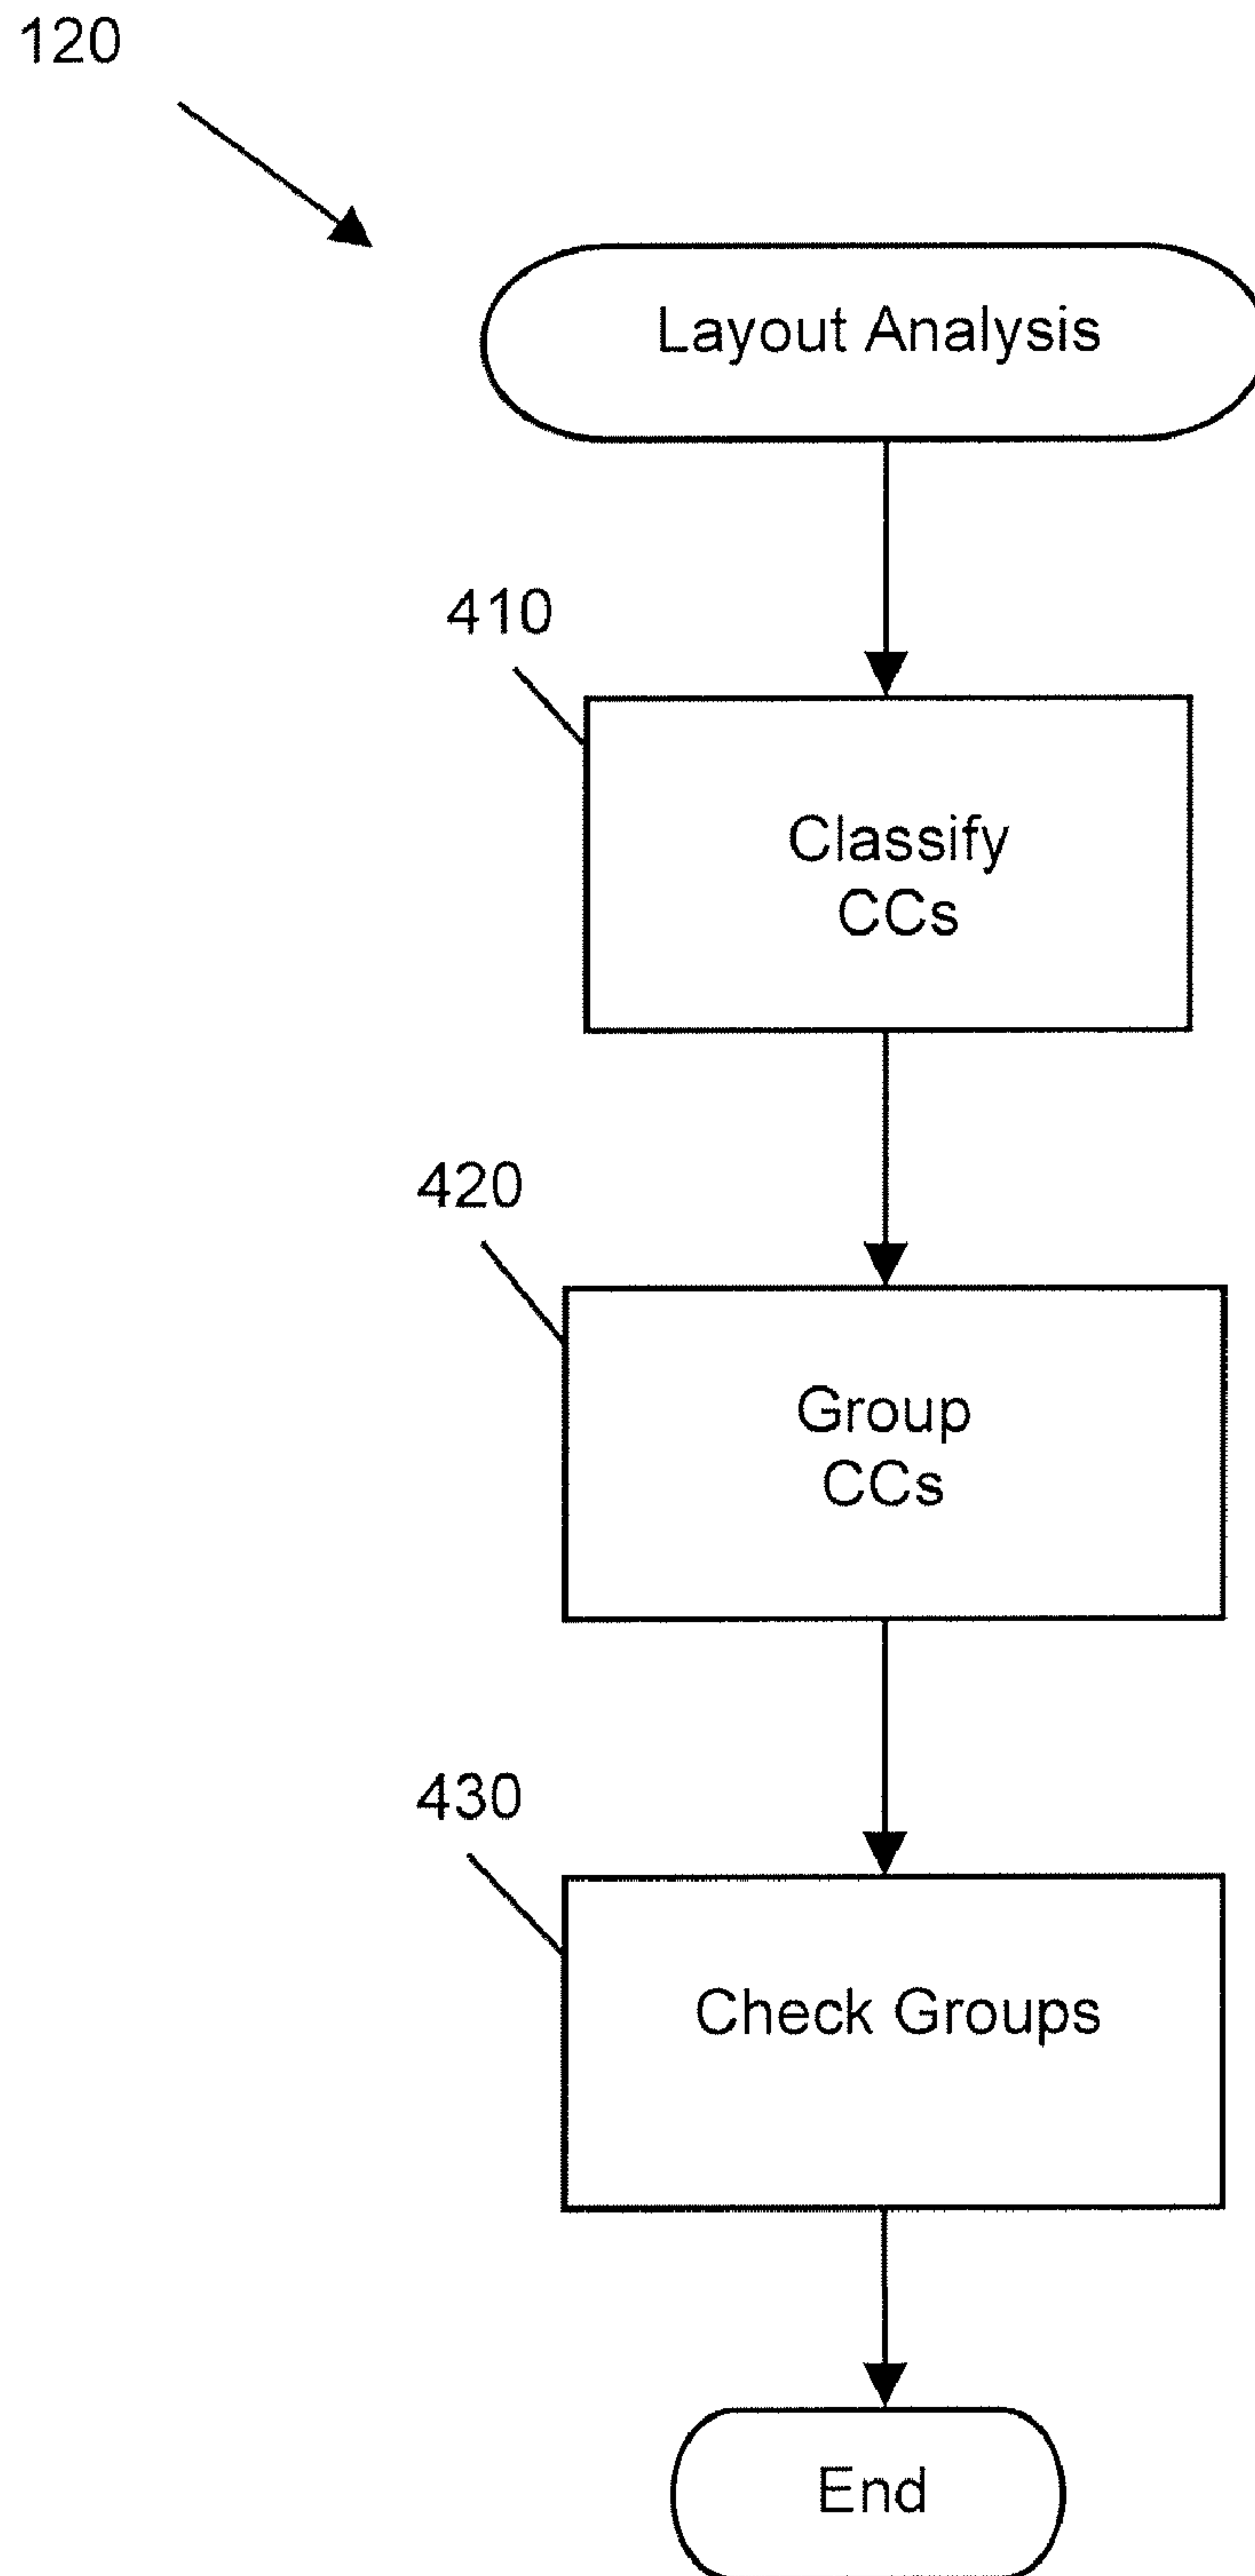 120
Layout Analysis
410
Classify
CCs
420
Group
CCs
430
Check Groups
End